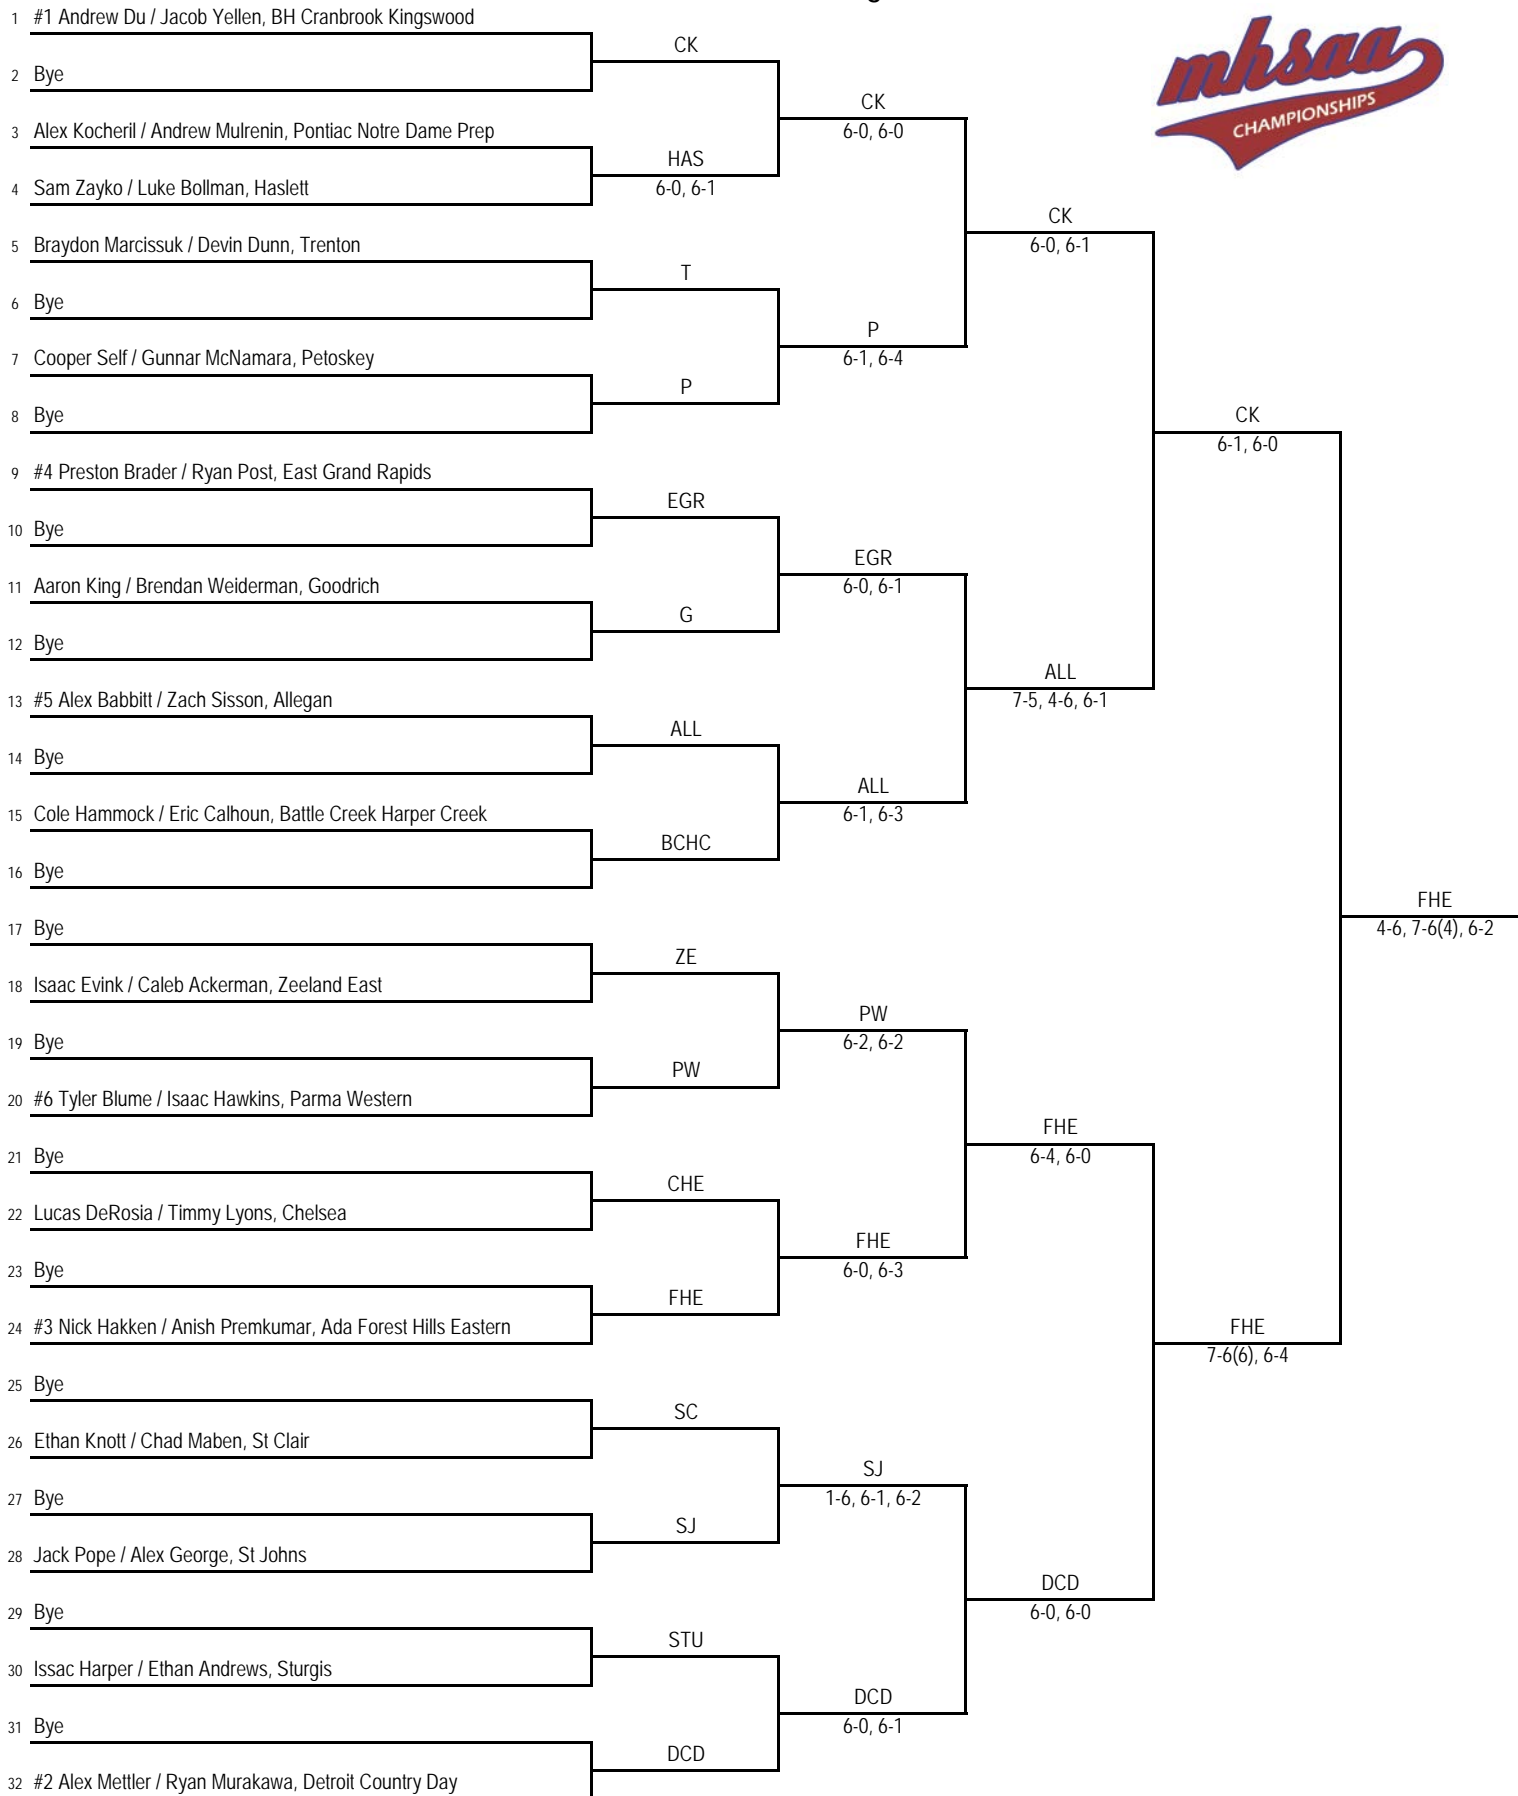 g
mhsaa
CHAMPIONSHIPS
1 #1 Andrew Du / Jacob Yellen, BH Cranbrook Kingswood
CK
2 Bye
CK
6-0, 6-0
3 Alex Kocheril / Andrew Mulrenin, Pontiac Notre Dame Prep
HAS
6-0, 6-1
4 Sam Zayko / Luke Bollman, Haslett
CK
6-0, 6-1
5 Braydon Marcissuk / Devin Dunn, Trenton
T
6 Bye
P
6-1, 6-4
7 Cooper Self / Gunnar McNamara, Petoskey
P
8 Bye
CK
6-1, 6-0
9 #4 Preston Brader / Ryan Post, East Grand Rapids
EGR
10 Bye
EGR
6-0, 6-1
11 Aaron King / Brendan Weiderman, Goodrich
G
12 Bye
ALL
7-5, 4-6, 6-1
13 #5 Alex Babbitt / Zach Sisson, Allegan
ALL
14 Bye
ALL
6-1, 6-3
15 Cole Hammock / Eric Calhoun, Battle Creek Harper Creek
BCHC
16 Bye
FHE
4-6, 7-6(4), 6-2
17 Bye
ZE
18 Isaac Evink / Caleb Ackerman, Zeeland East
PW
6-2, 6-2
19 Bye
PW
20 #6 Tyler Blume / Isaac Hawkins, Parma Western
FHE
6-4, 6-0
21 Bye
CHE
22 Lucas DeRosia / Timmy Lyons, Chelsea
FHE
6-0, 6-3
23 Bye
FHE
24 #3 Nick Hakken / Anish Premkumar, Ada Forest Hills Eastern
FHE
7-6(6), 6-4
25 Bye
SC
26 Ethan Knott / Chad Maben, St Clair
SJ
1-6, 6-1, 6-2
27 Bye
SJ
28 Jack Pope / Alex George, St Johns
DCD
6-0, 6-0
29 Bye
STU
30 Issac Harper / Ethan Andrews, Sturgis
DCD
6-0, 6-1
31 Bye
DCD
32 #2 Alex Mettler / Ryan Murakawa, Detroit Country Day